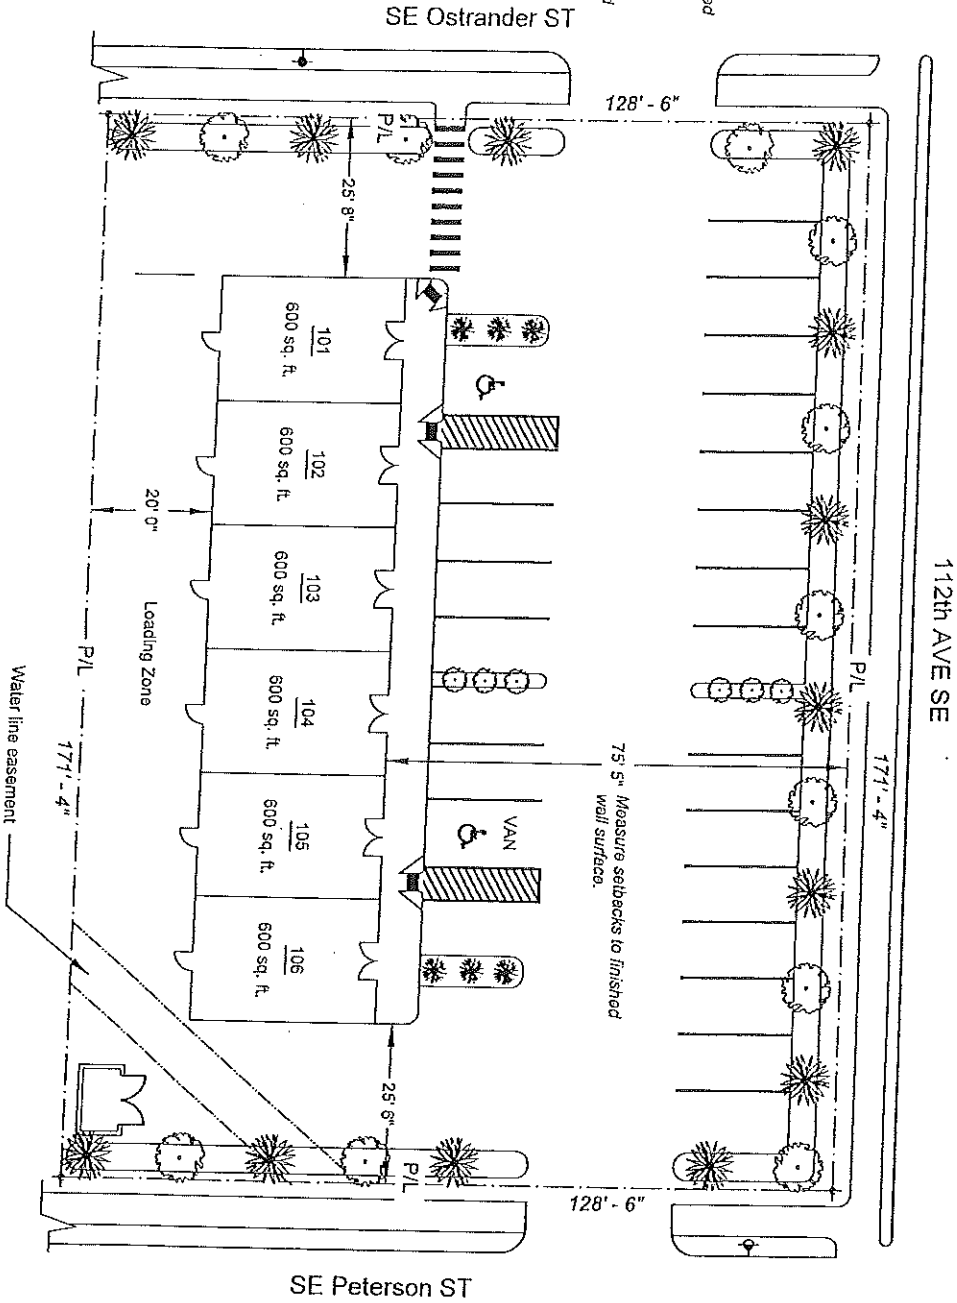 SE Ostrander ST
128' - 6"
P/L
25' 8"
101
600 sq. ft.
102
600 sq. ft.
103
600 sq. ft.
104
600 sq. ft.
105
600 sq. ft.
106
600 sq. ft.
20' 0"
Loading Zone
P/L
171' - 4"
Water line easement
VAN
75' 5" Measure setbacks to finished
wall surface.
P/L
171' - 4"
112th AVE SE
25' 6"
P/L
128' - 6"
SE Peterson ST